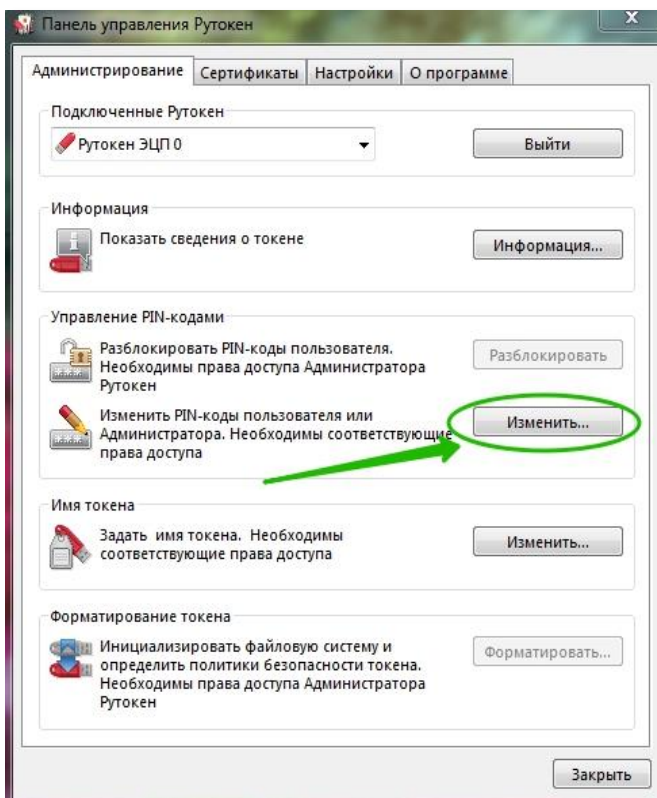 Панель управления Рутокен
X
Администрирование Сертификаты Настройки О программе
Подключенные Рутокен
Рутокен ЭЦП 0
Выйти
Информация
Показать сведения о токене
Информация...
Управление PIN-кодами
Разблокировать PIN-коды пользователя.
Необходимы права доступа Администратора
Рутокен
Разблокировать
Изменить PIN-коды пользователя или
Администратора. Необходимы соответствующие
права доступа
Изменить...
Имя токена
Задать имя токена. Необходимы
соответствующие права доступа
Изменить...
Форматирование токена
Инициализировать файловую систему и
определить политики безопасности токена.
Необходимы права доступа Администратора
Рутокен
Форматировать...
Закрыть